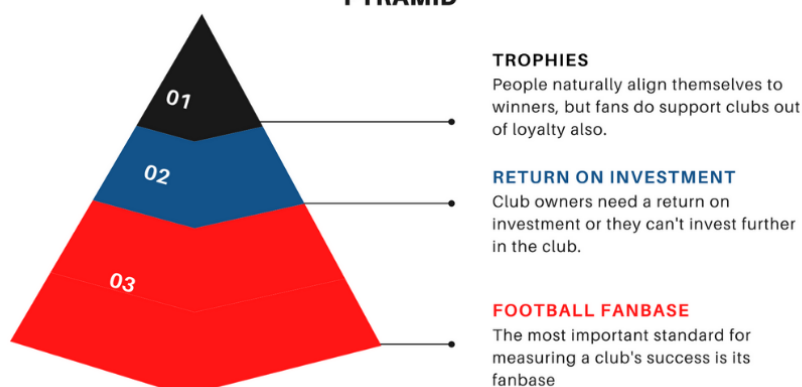 PYRAMID
01
TROPHIES
People naturally align themselves to
winners, but fans do support clubs out
of loyalty also.
02
RETURN ON INVESTMENT
Club owners need a return on
investment or they can't invest further
in the club.
03
FOOTBALL FANBASE
The most important standard for
measuring a club's success is its
fanbase